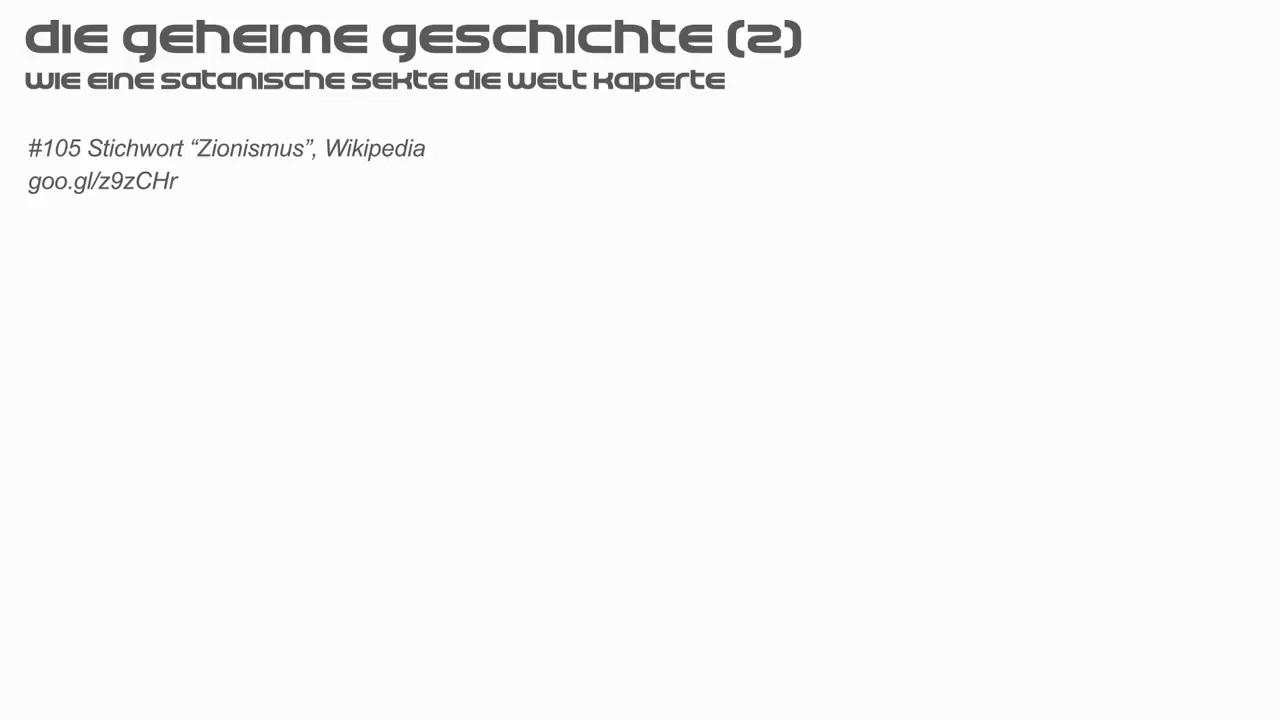 die geheime geschichte (2)
wie eine satanische sekte die welt kaperte
#105 Stichwort “Zionismus”, Wikipedia
goo.gl/z9zCHr